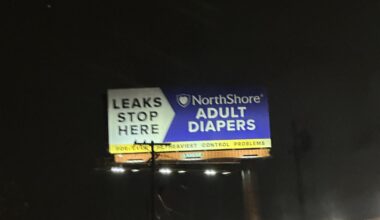 LEAKS
STOP
HERE
NorthShore®
ADULT
DIAPERS
CONTROL PROBLEMS